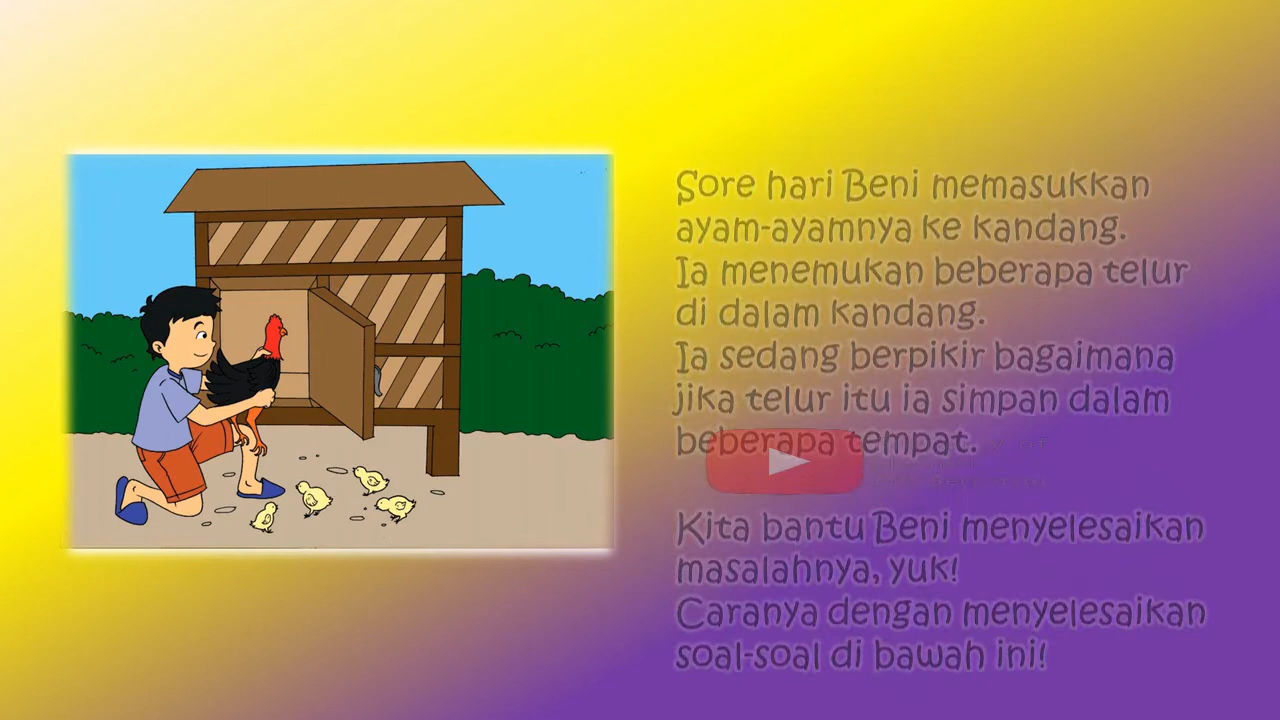 Sore hari Beni memasukkan
ayam-ayamnya ke kandang.
Ia menemukan beberapa telur
di dalam kandang.
Ia sedang berpikir bagaimana
jika telur itu ia simpan dalam
beberapa tempat.
Kita bantu Beni menyelesaikan
masalahnya, yuk!
Caranya dengan menyelesaikan
soal-soal di bawah ini!